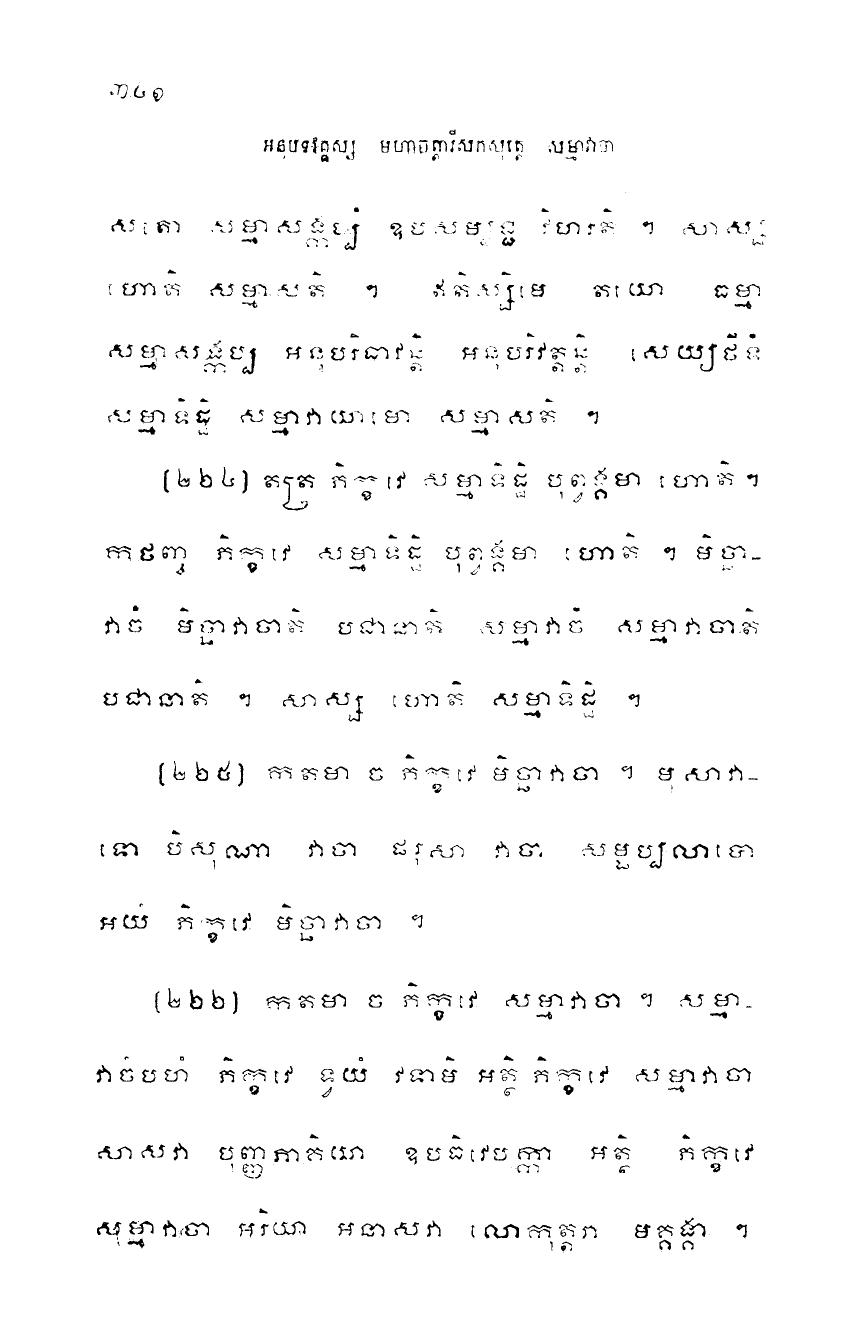 ៣៤១
អនុបទវគ្គស្ស មហាចត្តារីសកសុត្តេ សម្មាវាចា
សតោ សម្មាសង្កប្បំ ឧបសម្បជ្ជ វិហរតិ ។ សាស្ស
ហោតិ សម្មាសតិ ។ ឥតិស្សិមេ តយោ ធម្មា
សម្មាសង្កប្បំ អនុបរិធាវន្តិ អនុបរិវត្តន្តិ សេយ្យថីទំ
សម្មាទិដ្ឋិ សម្មាវាយាមោ សម្មាសតិ ។
(២៦៤) តត្រ ភិក្ខវេ សម្មាទិដ្ឋិ បុព្វង្គមា ហោតិ។
កថញ្ច ភិក្ខវេ សម្មាទិដ្ឋិ បុព្វង្គមា ហោតិ ។ មិច្ឆា-
វាចំ មិច្ឆាវាចាតិ បជានាតិ សម្មាវាចំ សម្មាវាចាតិ
បជានាតិ ។ សាស្ស ហោតិ សម្មាទិដ្ឋិ ។
(២៦៥) កតមា ច ភិក្ខវេ មិច្ឆាវាចា ។ មុសាវា-
ទោ បិសុណា វាចា ផរុសា វាចា សម្ផប្បលាបោ
អយំ ភិក្ខវេ មិច្ឆាវាចា ។
(២៦៦) កតមា ច ភិក្ខវេ សម្មាវាចា ។ សម្មា-
វាចំបហំ ភិក្ខវេ ទ្វយំ វទាមិ អត្ថិ ភិក្ខវេ សម្មាវាចា
សាសវា បុញ្ញភាគិយា ឧបធិវេបក្កា អត្ថិ ភិក្ខវេ
សម្មាវាចា អរិយា អនាសវា លោកុត្តរា មគ្គង្គា ។